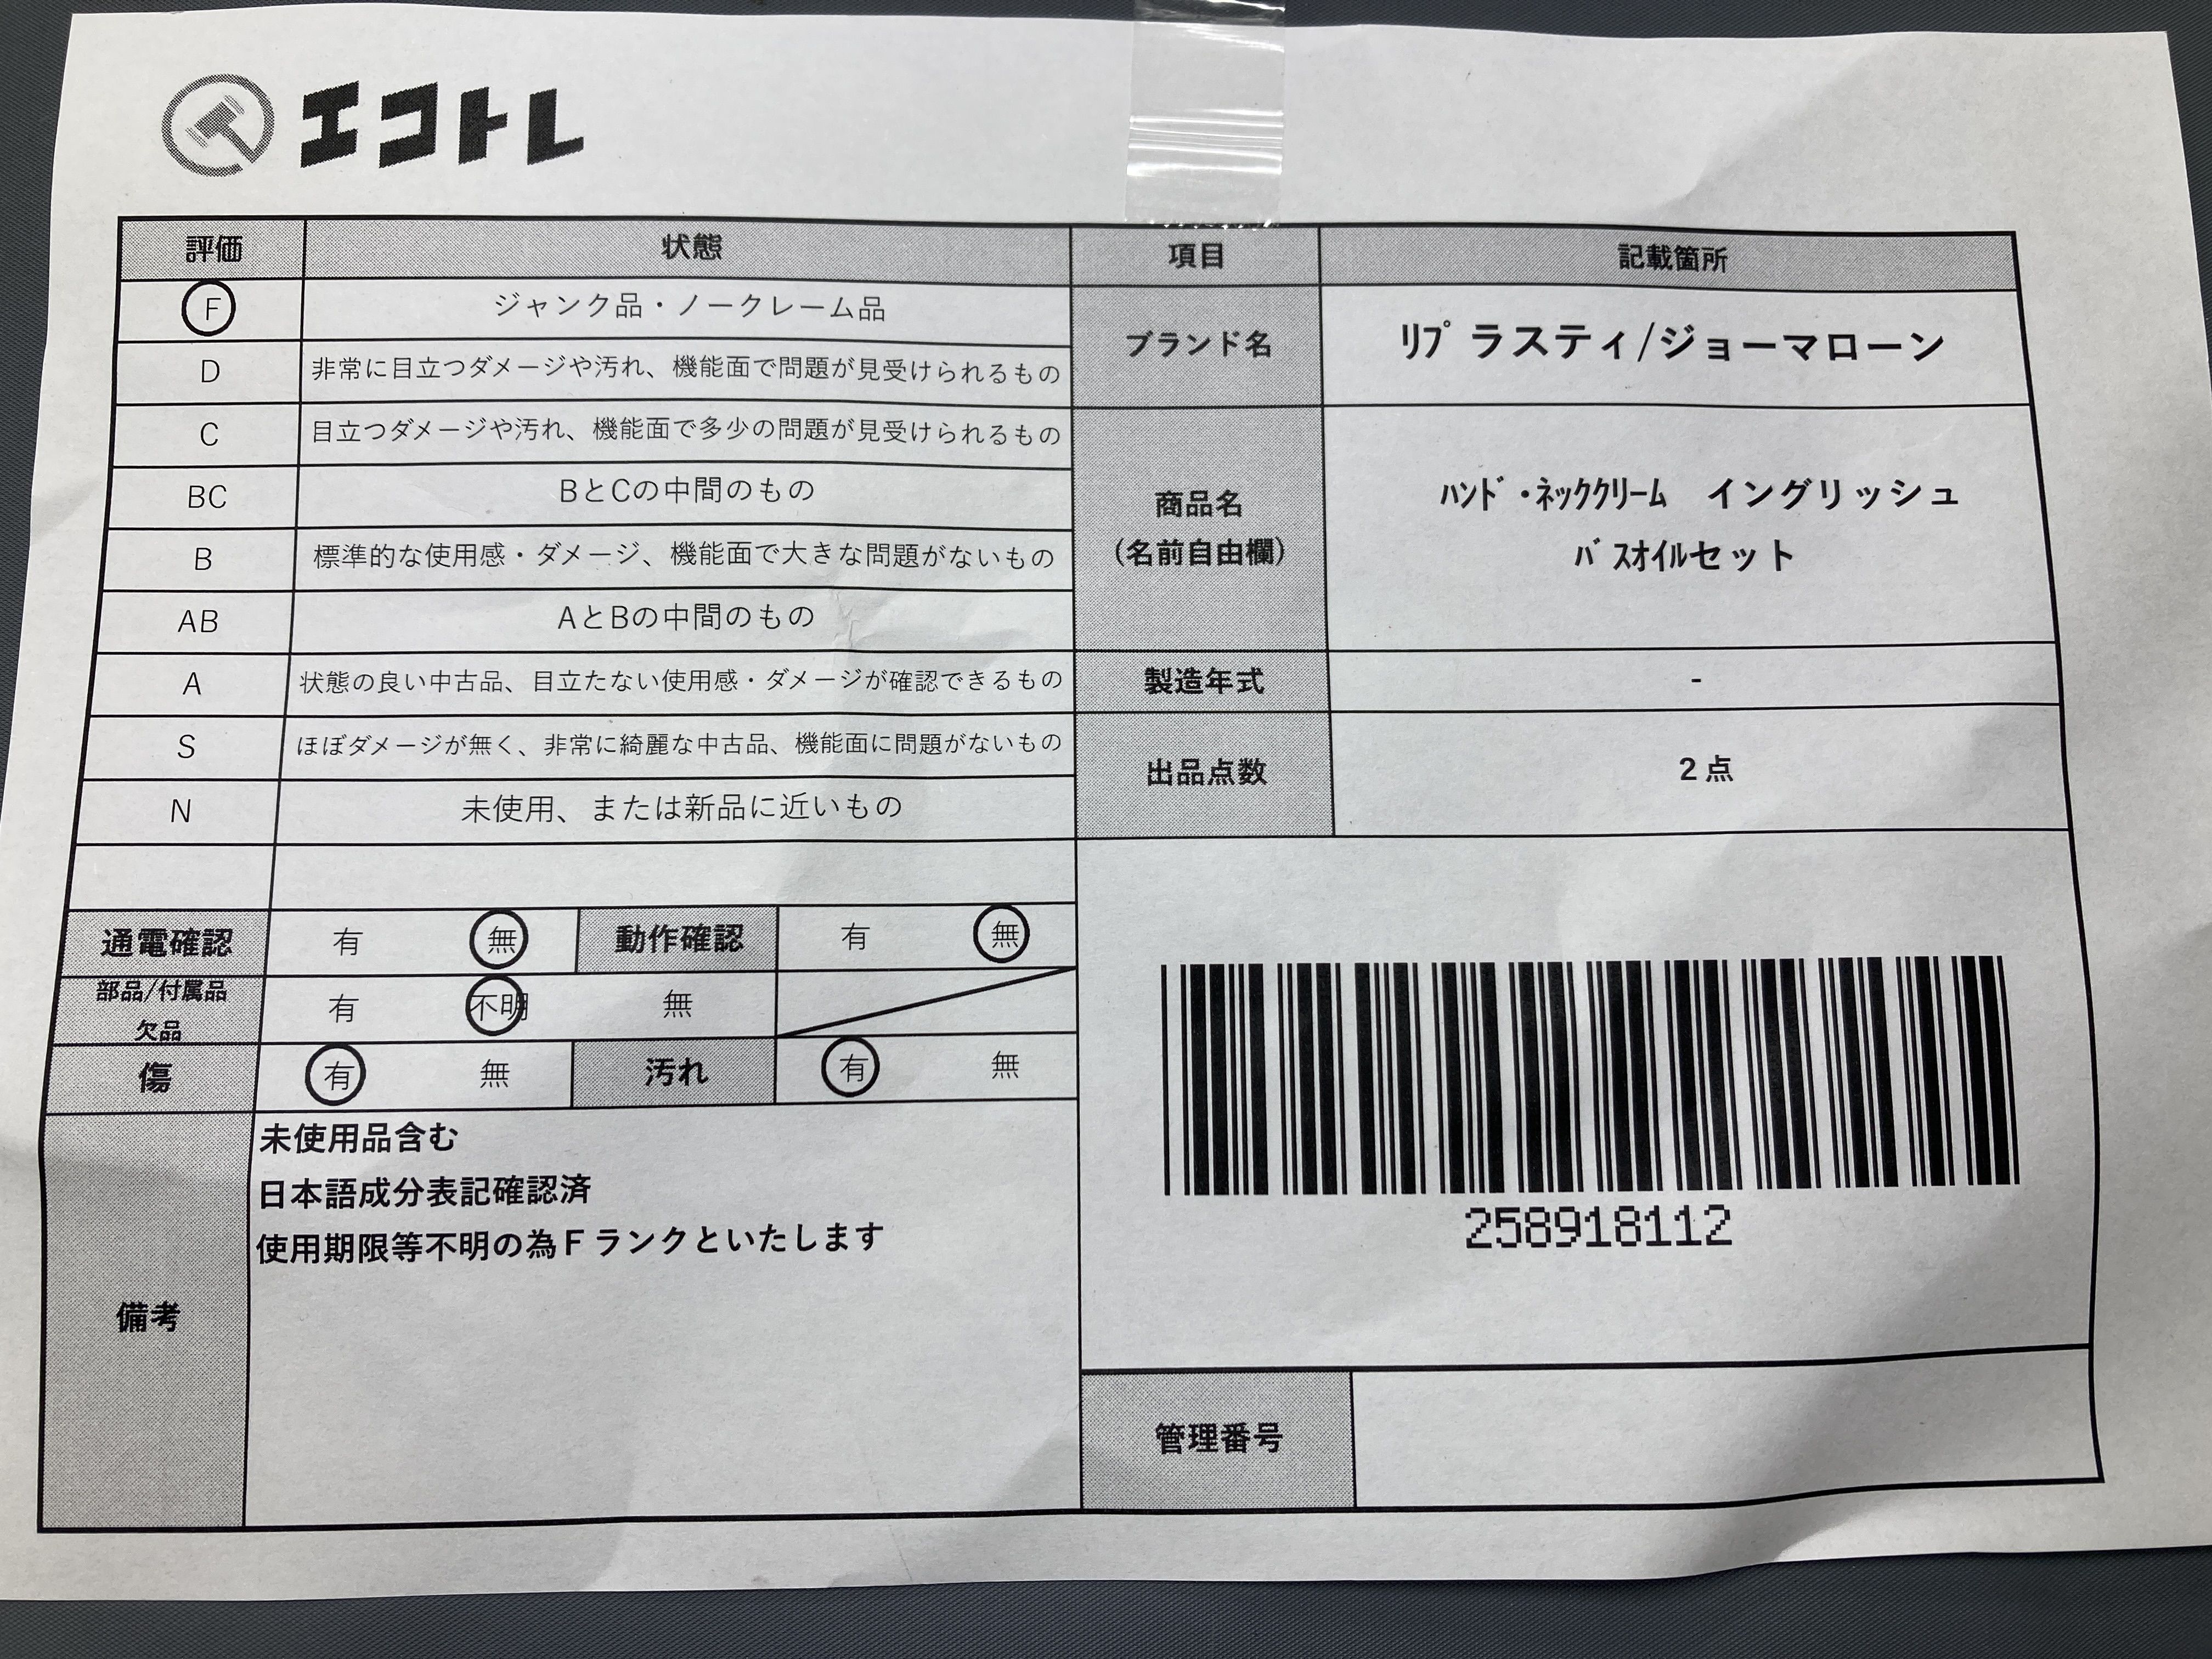 エコトレ
評価 状態
F ジャンク品・ノークレーム品
D 非常に目立つダメージや汚れ、機能面で問題が見受けられるもの
C 目立つダメージや汚れ、機能面で多少の問題が見受けられるもの
BC BとCの中間のもの
B 標準的な使用感・ダメージ、機能面で大きな問題がないもの
AB AとBの中間のもの
A 状態の良い中古品、目立たない使用感・ダメージが確認できるもの
S ほぼダメージが無く、非常に綺麗な中古品、機能面に問題がないもの
N 未使用、または新品に近いもの
通電確認 有 無 動作確認 有 無
部品/付属品
欠品
有 不明 無
傷 有 無 汚れ 有 無
備考
未使用品含む
日本語成分表記確認済
使用期限等不明の為Fランクといたします
項目 記載箇所
ブランド名 ﾘﾌﾟラスティ/ジョーマローン
商品名
(名前自由欄)
ﾊﾝﾄﾞ・ﾈｯｸｸﾘｰﾑ イングリッシュ
ﾊﾞｽｵｲﾙセット
製造年式 -
出品点数 2点
258918112
管理番号